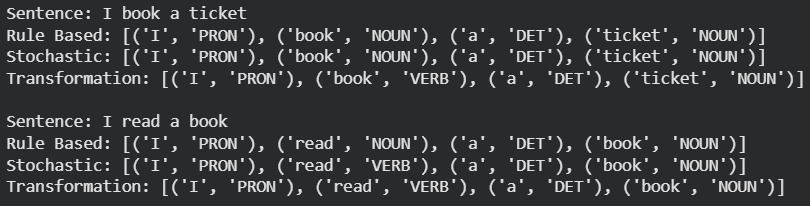 Sentence: I book a ticket
Rule Based: [('I', 'PRON'), ('book', 'NOUN'), ('a', 'DET'), ('ticket', 'NOUN')]
Stochastic: [('I', 'PRON'), ('book', 'NOUN'), ('a', 'DET'), ('ticket', 'NOUN')]
Transformation: [('I', 'PRON'), ('book', 'VERB'), ('a', 'DET'), ('ticket', 'NOUN')]

Sentence: I read a book
Rule Based: [('I', 'PRON'), ('read', 'NOUN'), ('a', 'DET'), ('book', 'NOUN')]
Stochastic: [('I', 'PRON'), ('read', 'VERB'), ('a', 'DET'), ('book', 'NOUN')]
Transformation: [('I', 'PRON'), ('read', 'VERB'), ('a', 'DET'), ('book', 'NOUN')]